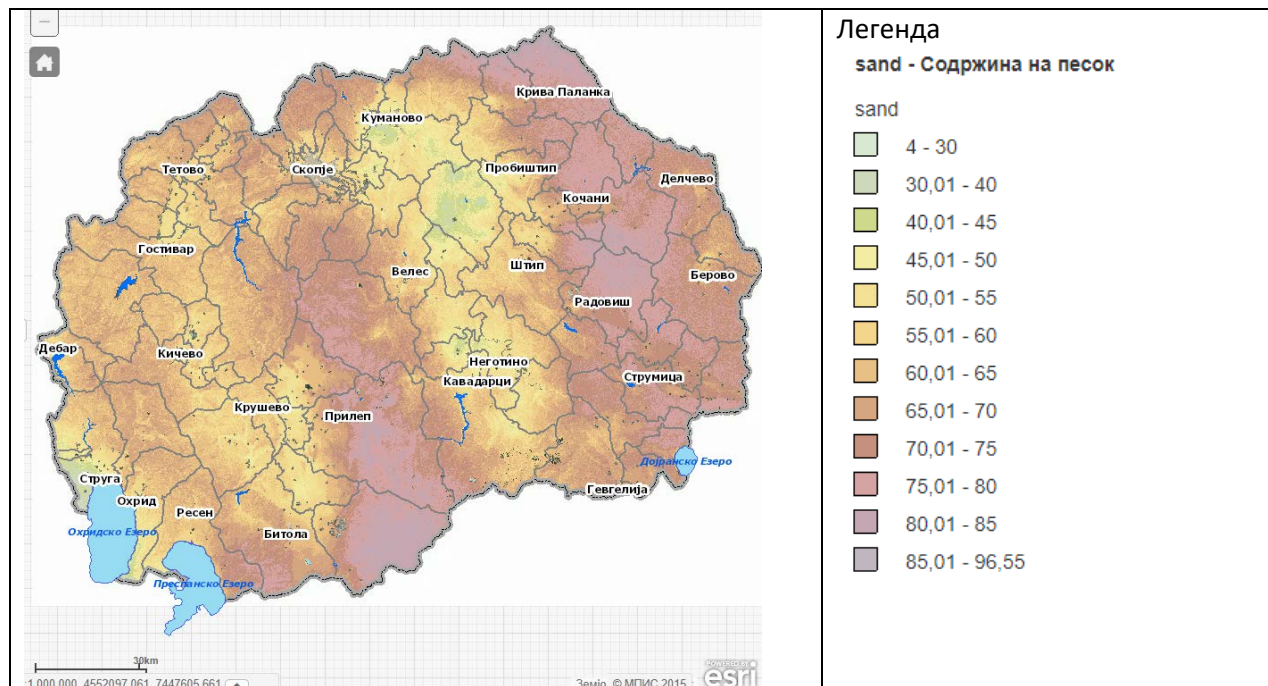 Крива Паланка
Куманово
Тетово
Скопје
Пробиштип
Делчево
Кочани
Гостивар
Велес
Штип
Берово
Радовиш
Дебар
Кичево
Неготино
Кавадарци
Струмица
Крушево
Прилеп
Дојранско Езеро
Струга
Гевгелија
Охрид
Ресен
Охридско Езеро
Битола
Преспанско Езеро
30km
POWERED BY
esri
1.000.000 4552097,061 7447605,661
Земјо, © МПИС 2015
Легенда
sand - Содржина на песок
sand
4 - 30
30,01 - 40
40,01 - 45
45,01 - 50
50,01 - 55
55,01 - 60
60,01 - 65
65,01 - 70
70,01 - 75
75,01 - 80
80,01 - 85
85,01 - 96,55